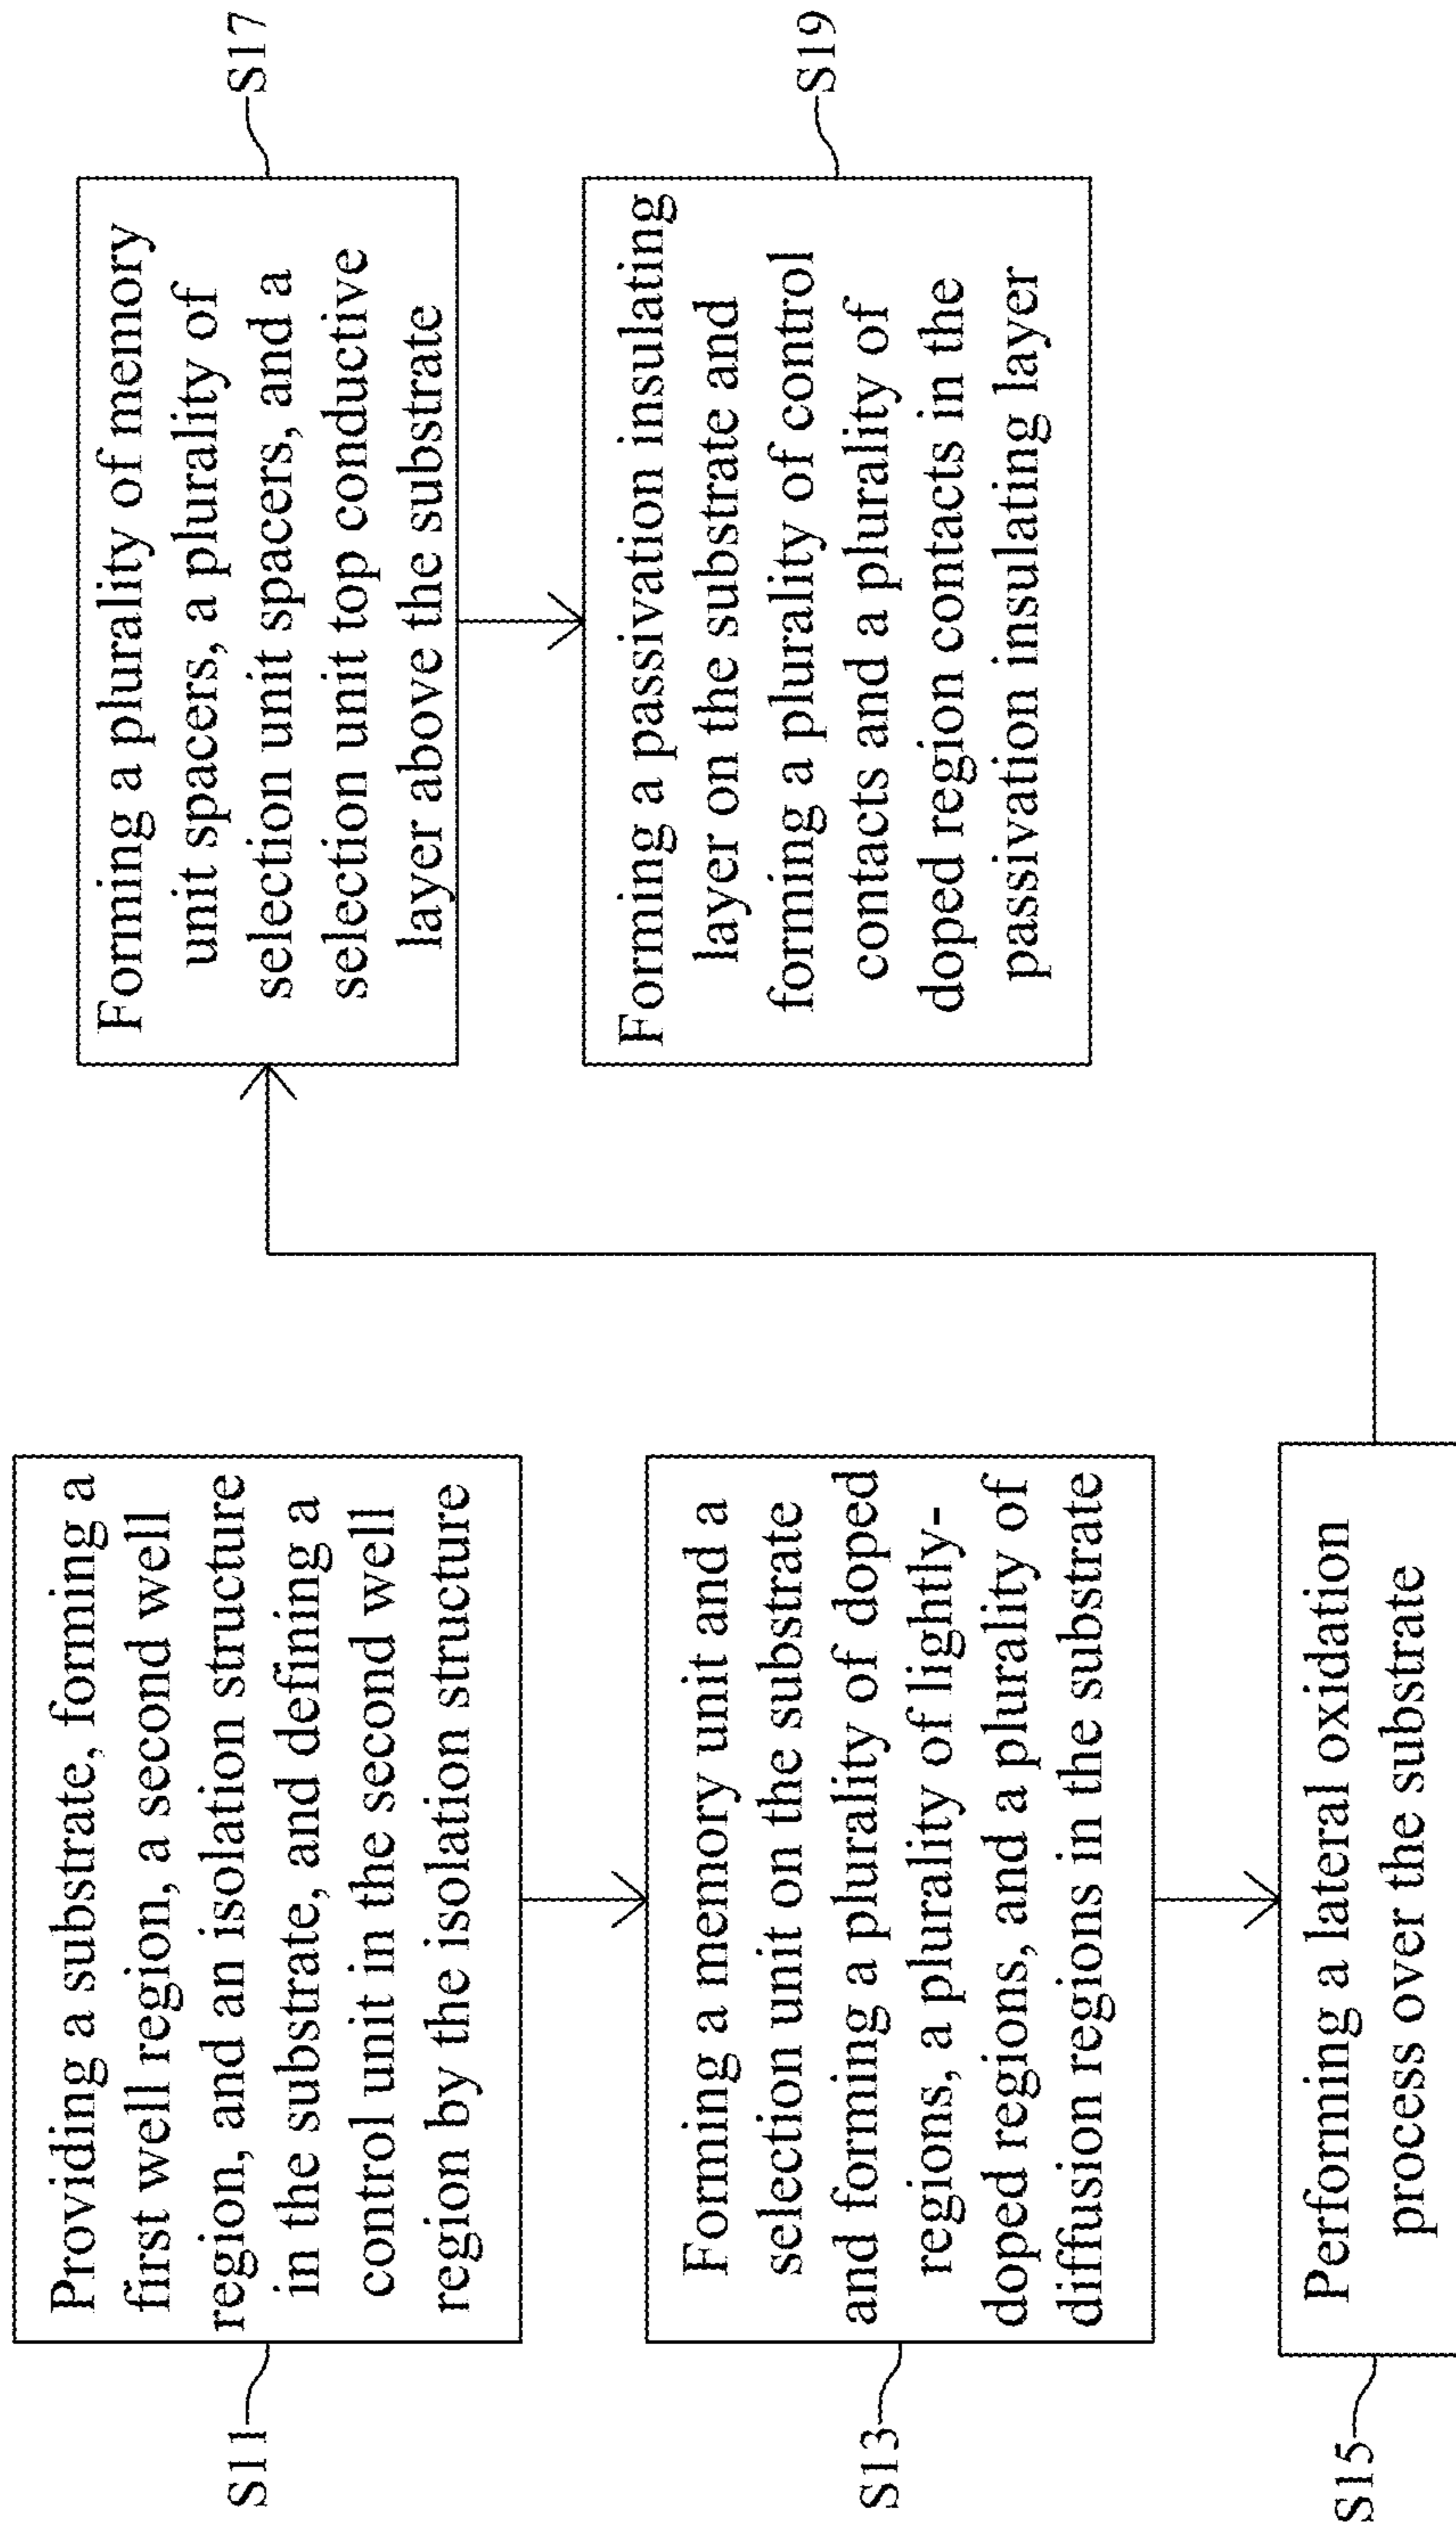 S11
Providing a substrate, forming a
first well region, a second well
region, and an isolation structure
in the substrate, and defining a
control unit in the second well
region by the isolation structure
S13
Forming a memory unit and a
selection unit on the substrate
and forming a plurality of doped
regions, a plurality of lightly-
doped regions, and a plurality of
diffusion regions in the substrate
S15
Performing a lateral oxidation
process over the substrate
Forming a plurality of memory
unit spacers, a plurality of
selection unit spacers, and a
selection unit top conductive
layer above the substrate
S17
Forming a passivation insulating
layer on the substrate and
forming a plurality of control
contacts and a plurality of
doped region contacts in the
passivation insulating layer
S19